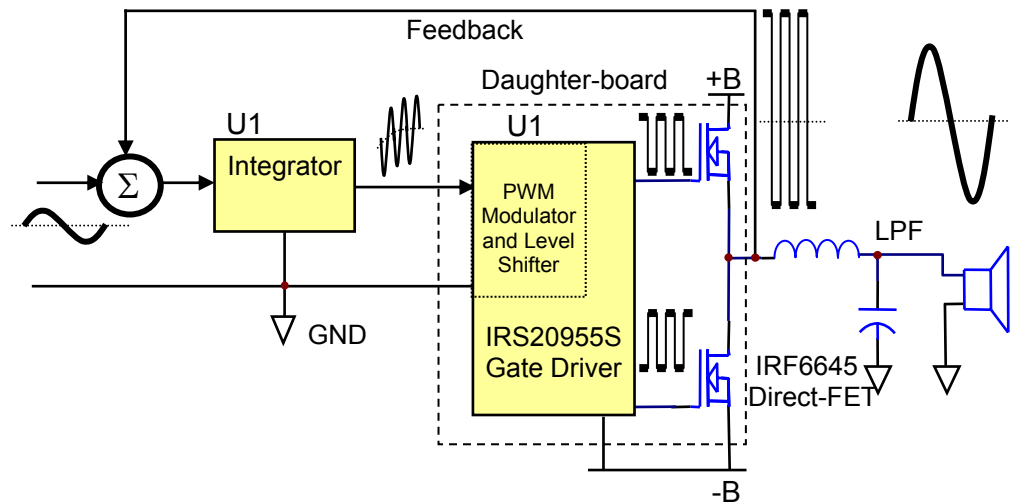 Feedback
Daughter-board
+B
U1
Integrator
Σ
U1
PWM
Modulator
and Level
Shifter
IRS20955S
Gate Driver
GND
LPF
IRF6645
Direct-FET
-B